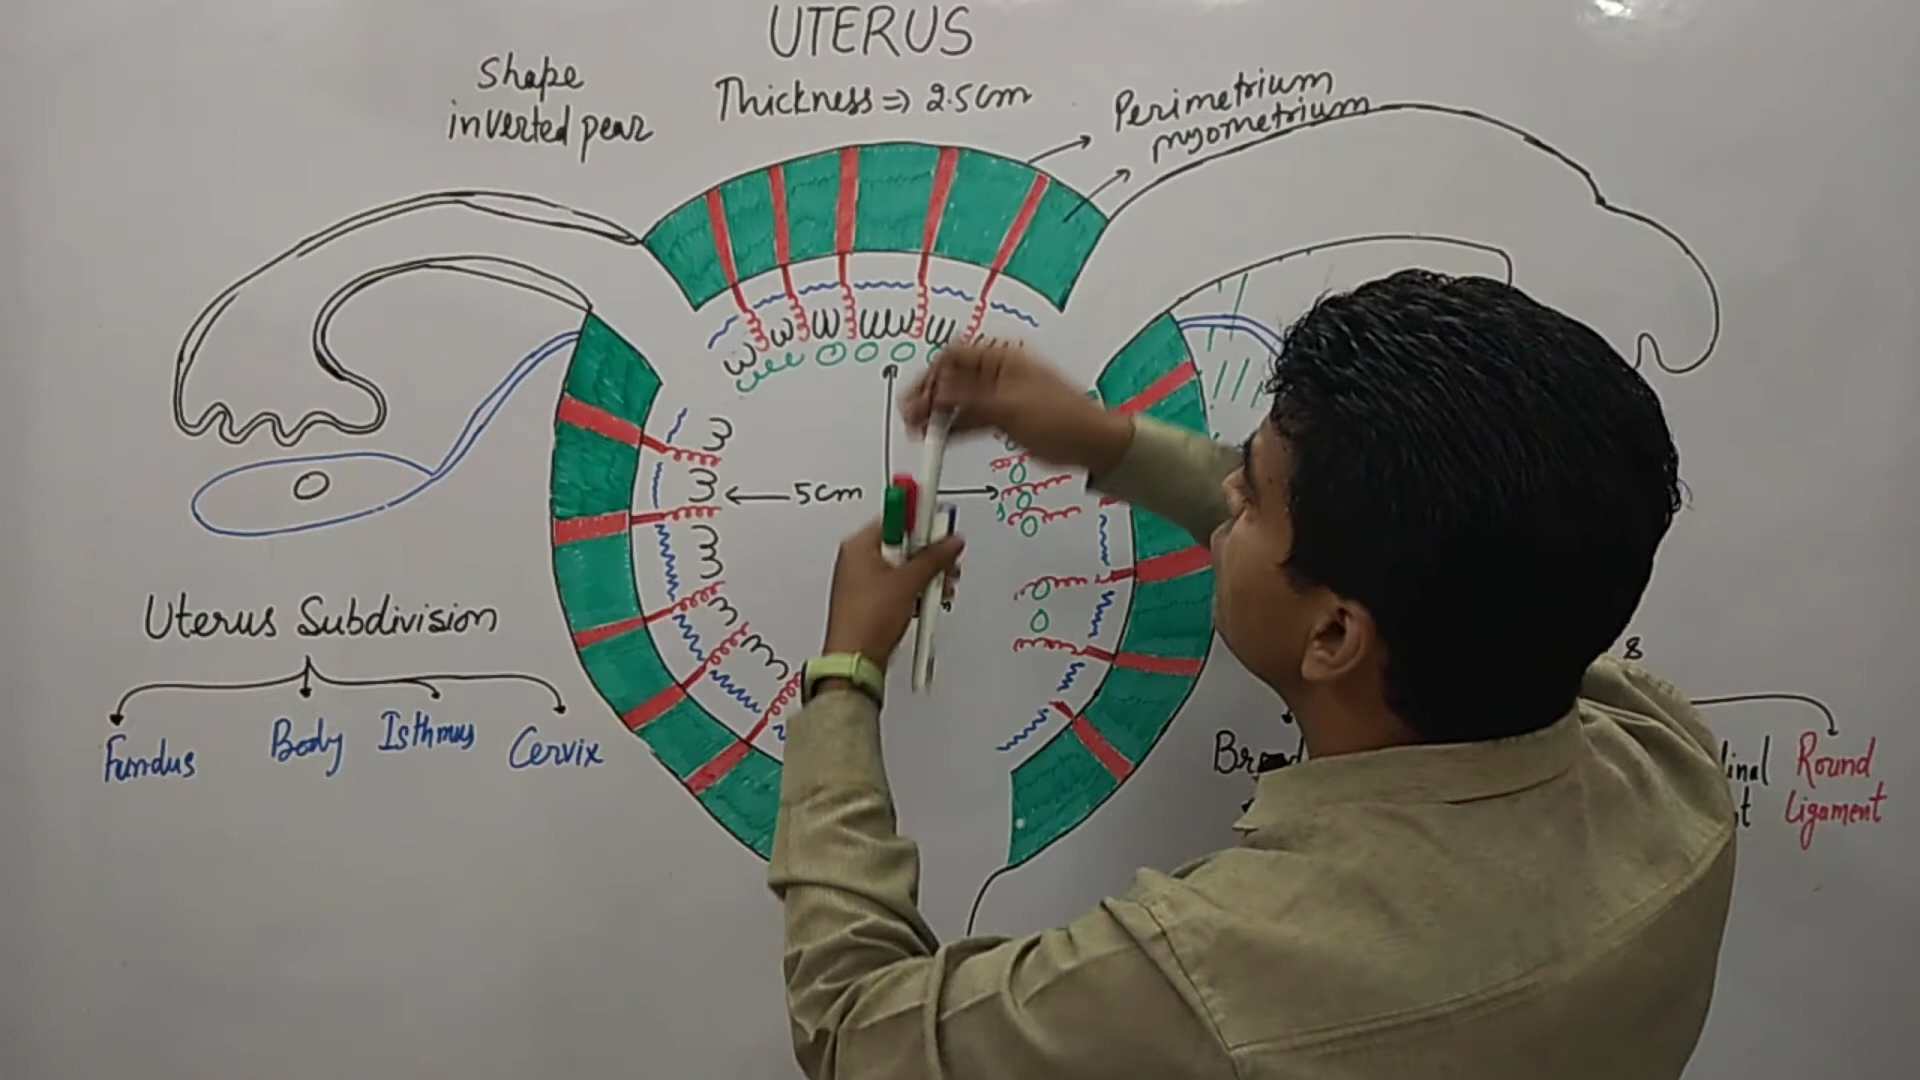 UTERUS
Shape
inverted pear
Thickness => 2.5cm
Perimetrium
myometrium
5cm
Uterus Subdivision
Fundus Body Isthmus Cervix
Round
Ligament